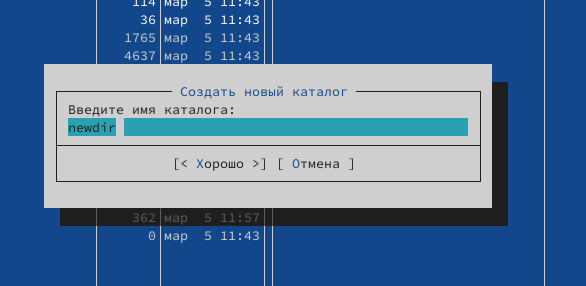 114 мар 5 11:43
36 мар 5 11:43
1765 мар 5 11:43
4637 мар 5 11:43
Создать новый каталог
Введите имя каталога:
newdir
[< Хорошо >] [ Отмена ]
362 мар 5 11:57
0 мар 5 11:43